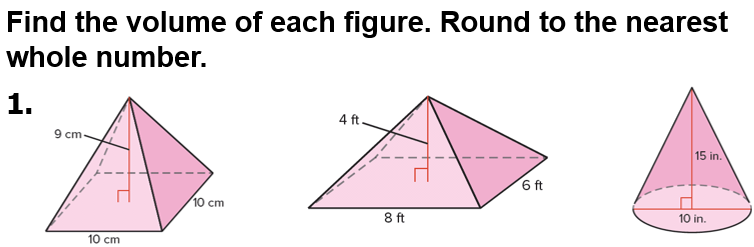 Find the volume of each figure. Round to the nearest
whole number.
1.
9 cm
10 cm
10 cm
4 ft
6 ft
8 ft
15 in.
10 in.